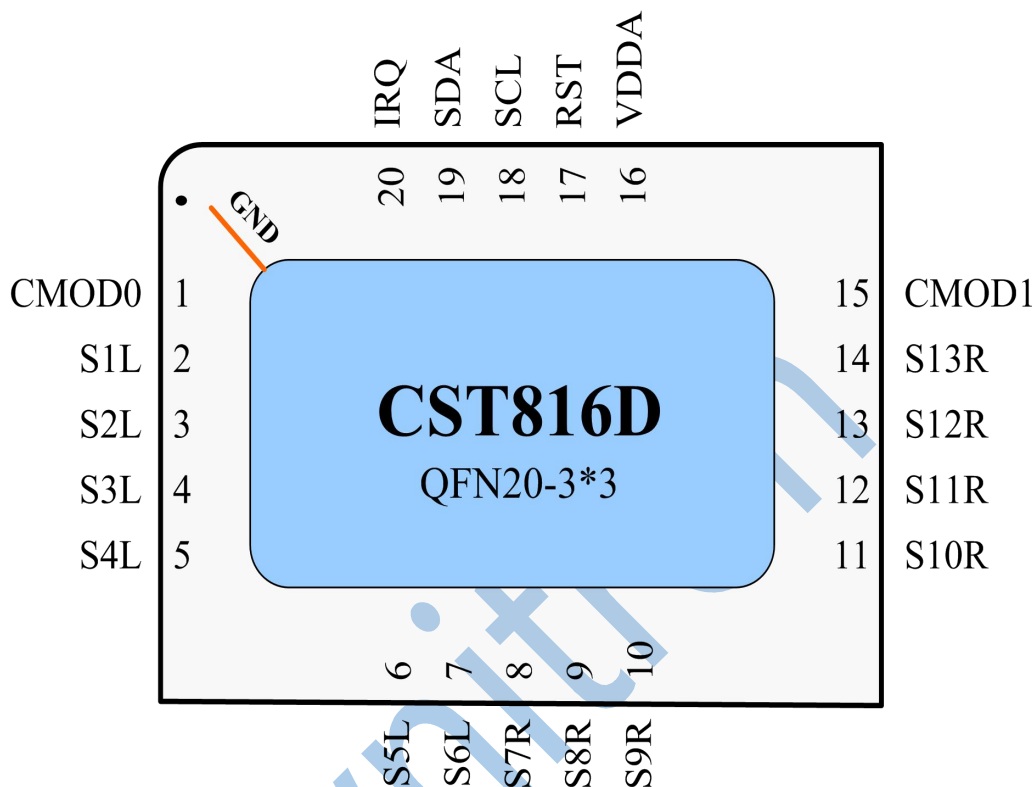 IRQ
SDA
SCL
RST
VDDA
20
19
18
17
16
GND
CMOD0 1
15 CMOD1
S1L 2
14 S13R
S2L 3
13 S12R
S3L 4
12 S11R
S4L 5
11 S10R
CST816D
QFN20-3*3
6
7
8
9
10
S5L
S6L
S7R
S8R
S9R